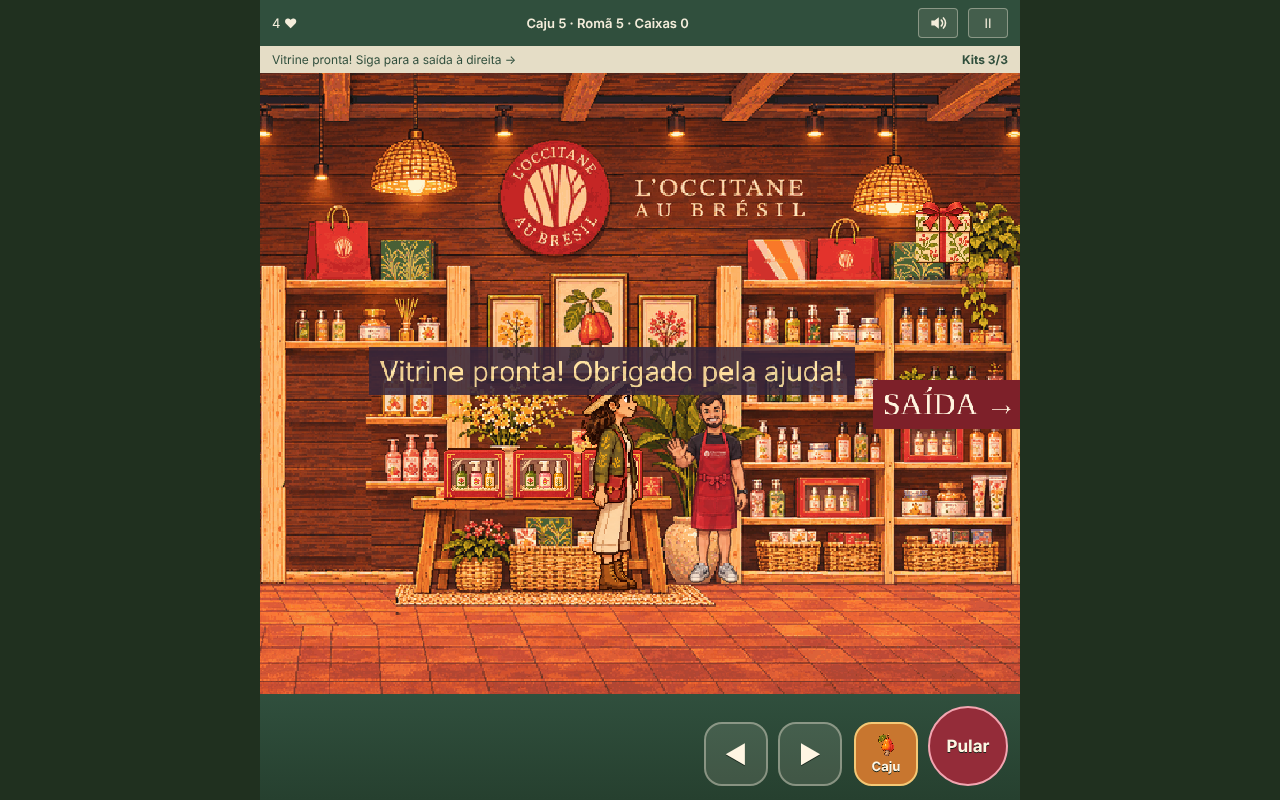 4
Caju 5 · Romã 5 · Caixas 0
Vitrine pronta! Siga para a saída à direita →
Kits 3/3
L'OCCITANE
AU BRÉSIL
L'OCCITANE
AU BRÉSIL
Vitrine pronta! Obrigado pela ajuda!
SAÍDA →
Caju
Pular